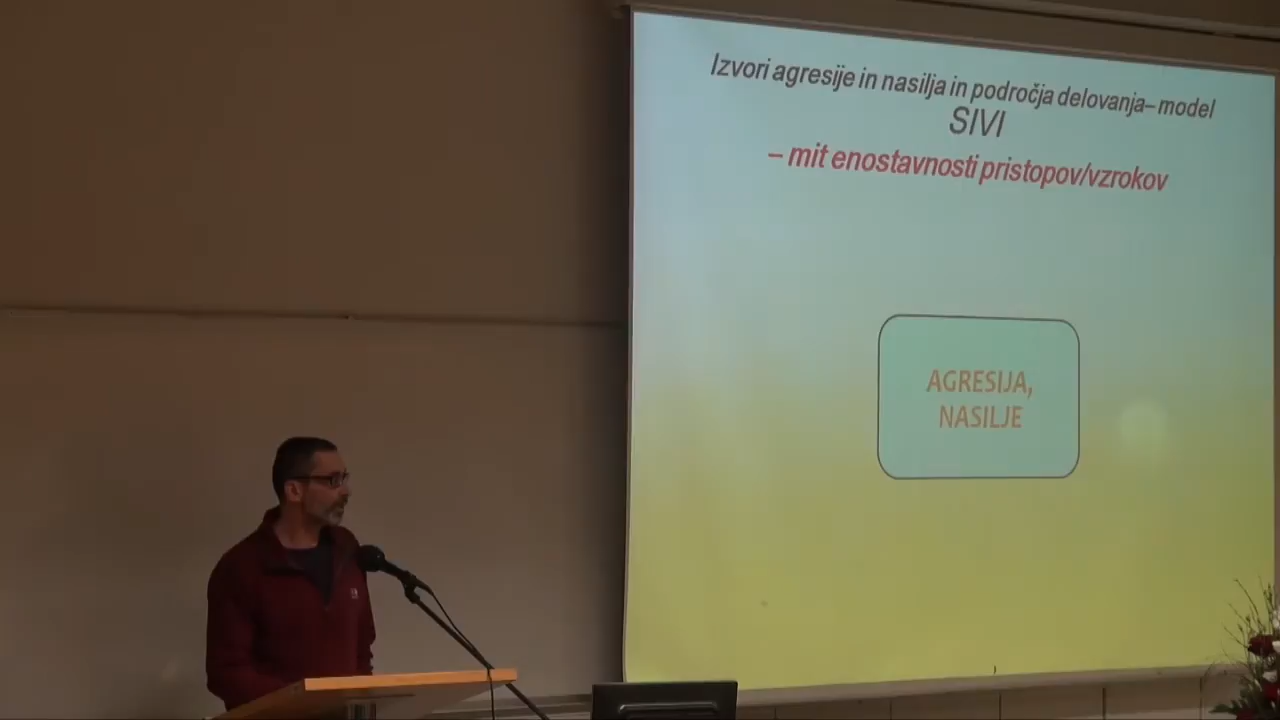 Izvori agresije in nasilja in področja delovanja– model
SIVI
– mit enostavnosti pristopov/vzrokov
AGRESIJA,
NASILJE